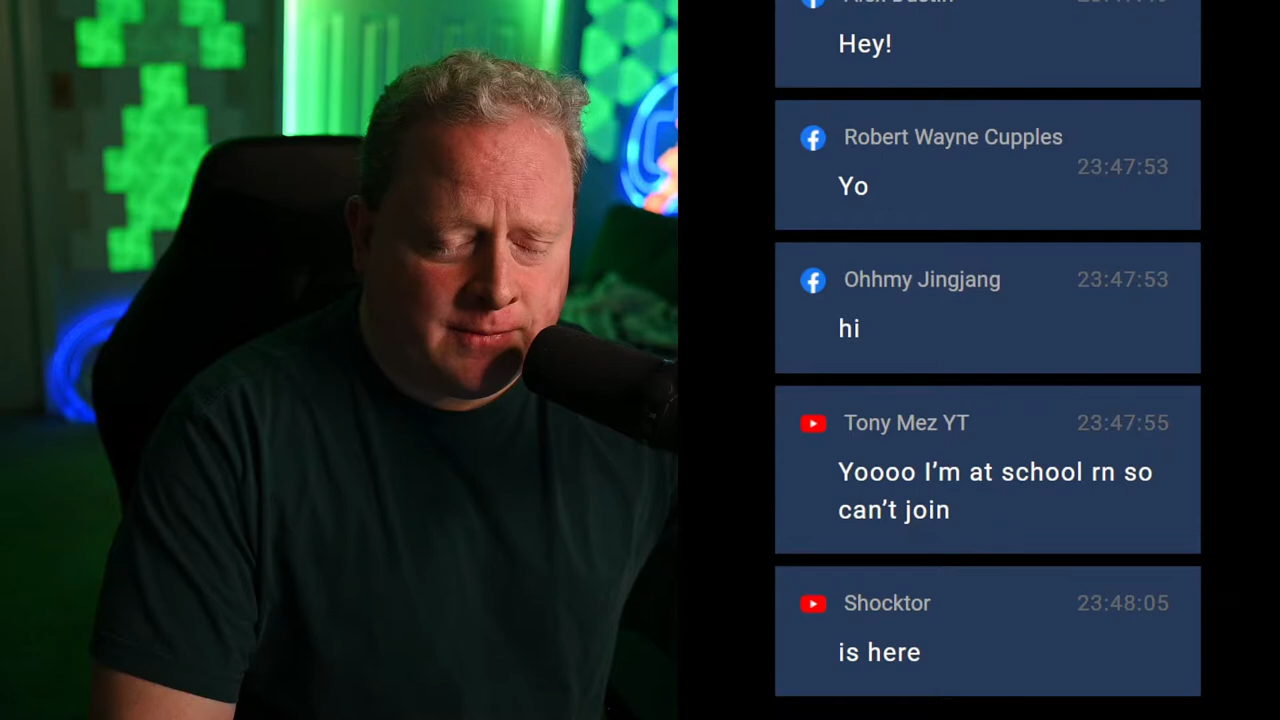 Hey!
Robert Wayne Cupples
23:47:53
Yo
Ohhmy Jingjang 23:47:53
hi
Tony Mez YT 23:47:55
Yoooo I’m at school rn so
can’t join
Shocktor 23:48:05
is here